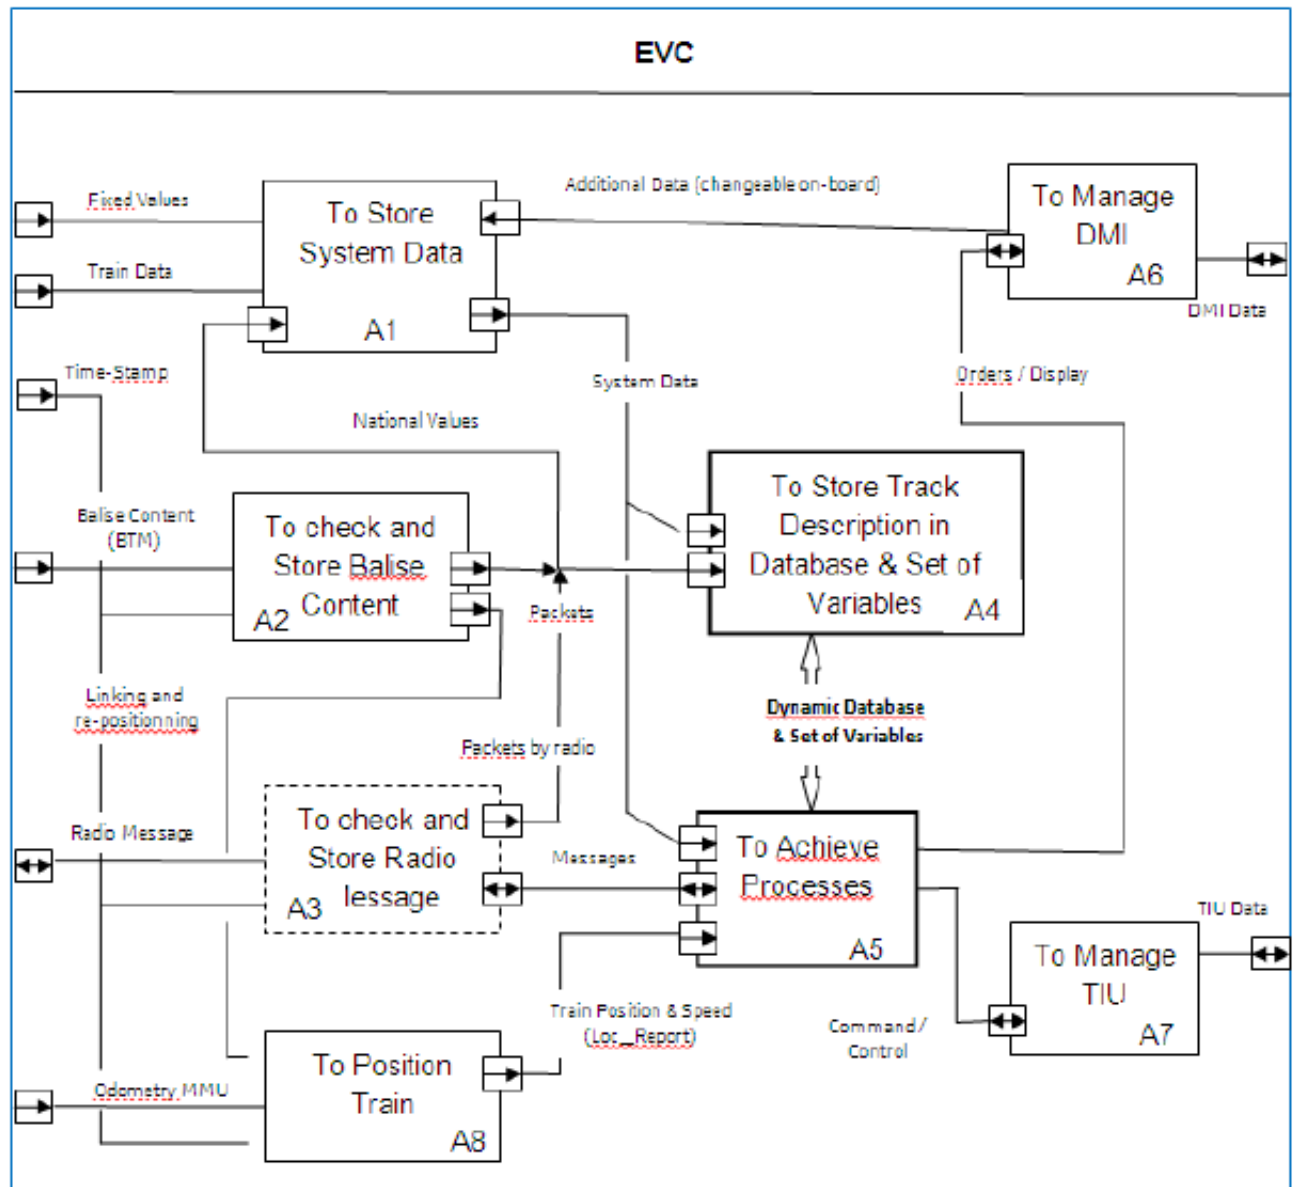 EVC
Fixed Values
To Store
System Data
A1
Additional Data (changeable on-board)
To Manage
DMI
A6
Train Data
DMI Data
Time-Stamp
System Data
Orders / Display
National Values
Balise Content
(BTM)
To check and
Store Balise
Content
A2
Packets
To Store Track
Description in
Database & Set of
Variables
A4
Linking and
re-positionning
Dynamic Database
& Set of Variables
Packets by radio
Radio Message
To check and
Store Radio
lessage
A3
Messages
To Achieve
Processes
A5
TIU Data
To Manage
TIU
A7
Train Position & Speed
(Loc_Report)
Command /
Control
Odometry MMU
To Position
Train
A8